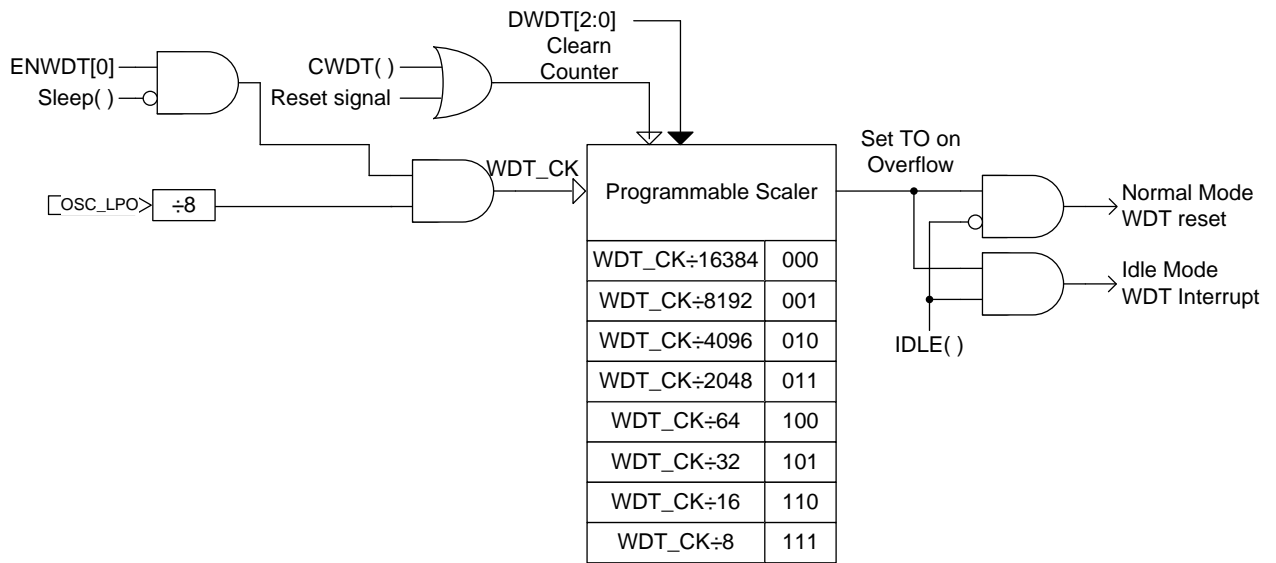 DWDT[2:0]
Clearn
Counter
ENWDT[0]
Sleep( )
CWDT( )
Reset signal
WDT_CK
OSC_LPO
÷8
Programmable Scaler
Set TO on
Overflow
Normal Mode
WDT reset
Idle Mode
WDT Interrupt
IDLE( )
WDT_CK÷16384 000
WDT_CK÷8192 001
WDT_CK÷4096 010
WDT_CK÷2048 011
WDT_CK÷64 100
WDT_CK÷32 101
WDT_CK÷16 110
WDT_CK÷8 111